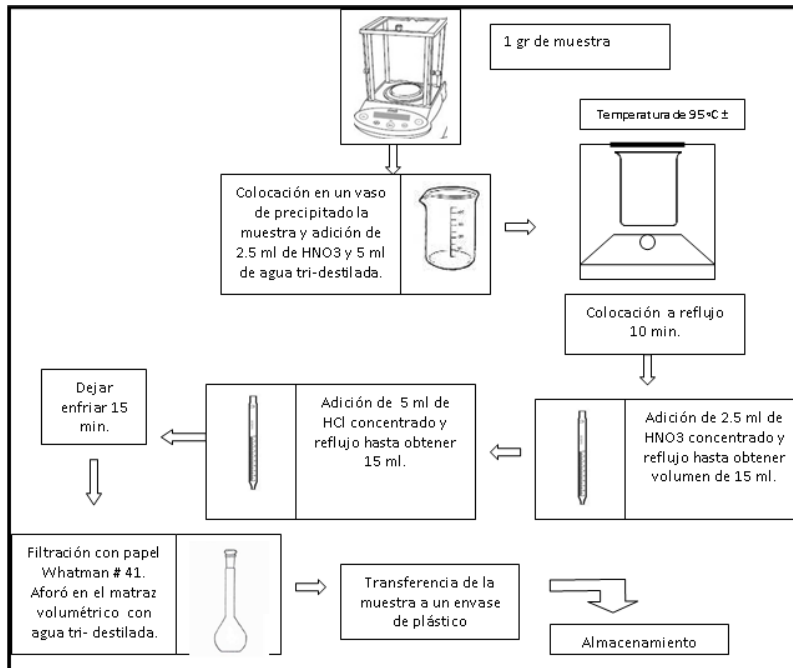 1 gr de muestra
Temperatura de 95ºC ±
Colocación en un vaso
de precipitado la
muestra y adición de
2.5 ml de HNO3 y 5 ml
de agua tri-destilada.
Colocación a reflujo
10 min.
Adición de 2.5 ml de
HNO3 concentrado y
reflujo hasta obtener
volumen de 15 ml.
Adición de 5 ml de
HCl concentrado y
reflujo hasta obtener
15 ml.
Dejar
enfriar 15
min.
Filtración con papel
Whatman # 41.
Aforó en el matraz
volumétrico con
agua tri- destilada.
Transferencia de la
muestra a un envase
de plástico
Almacenamiento